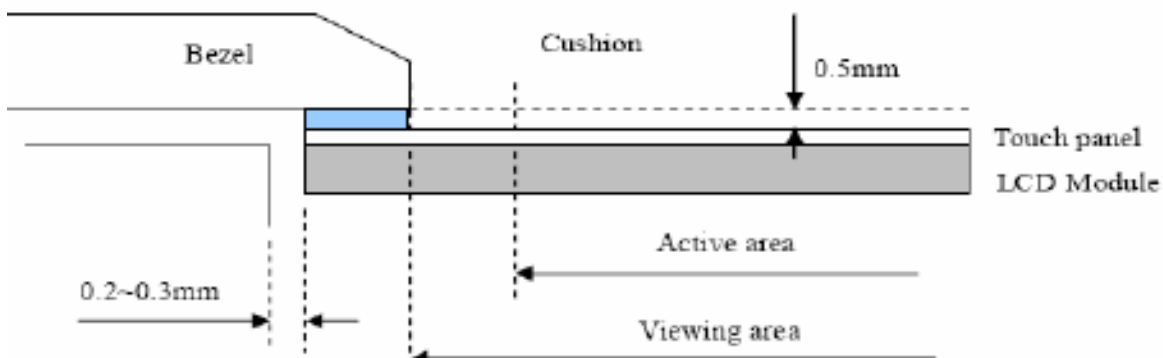 Bezel
Cushion
0.5mm
Touch panel
LCD Module
Active area
0.2~0.3mm
Viewing area